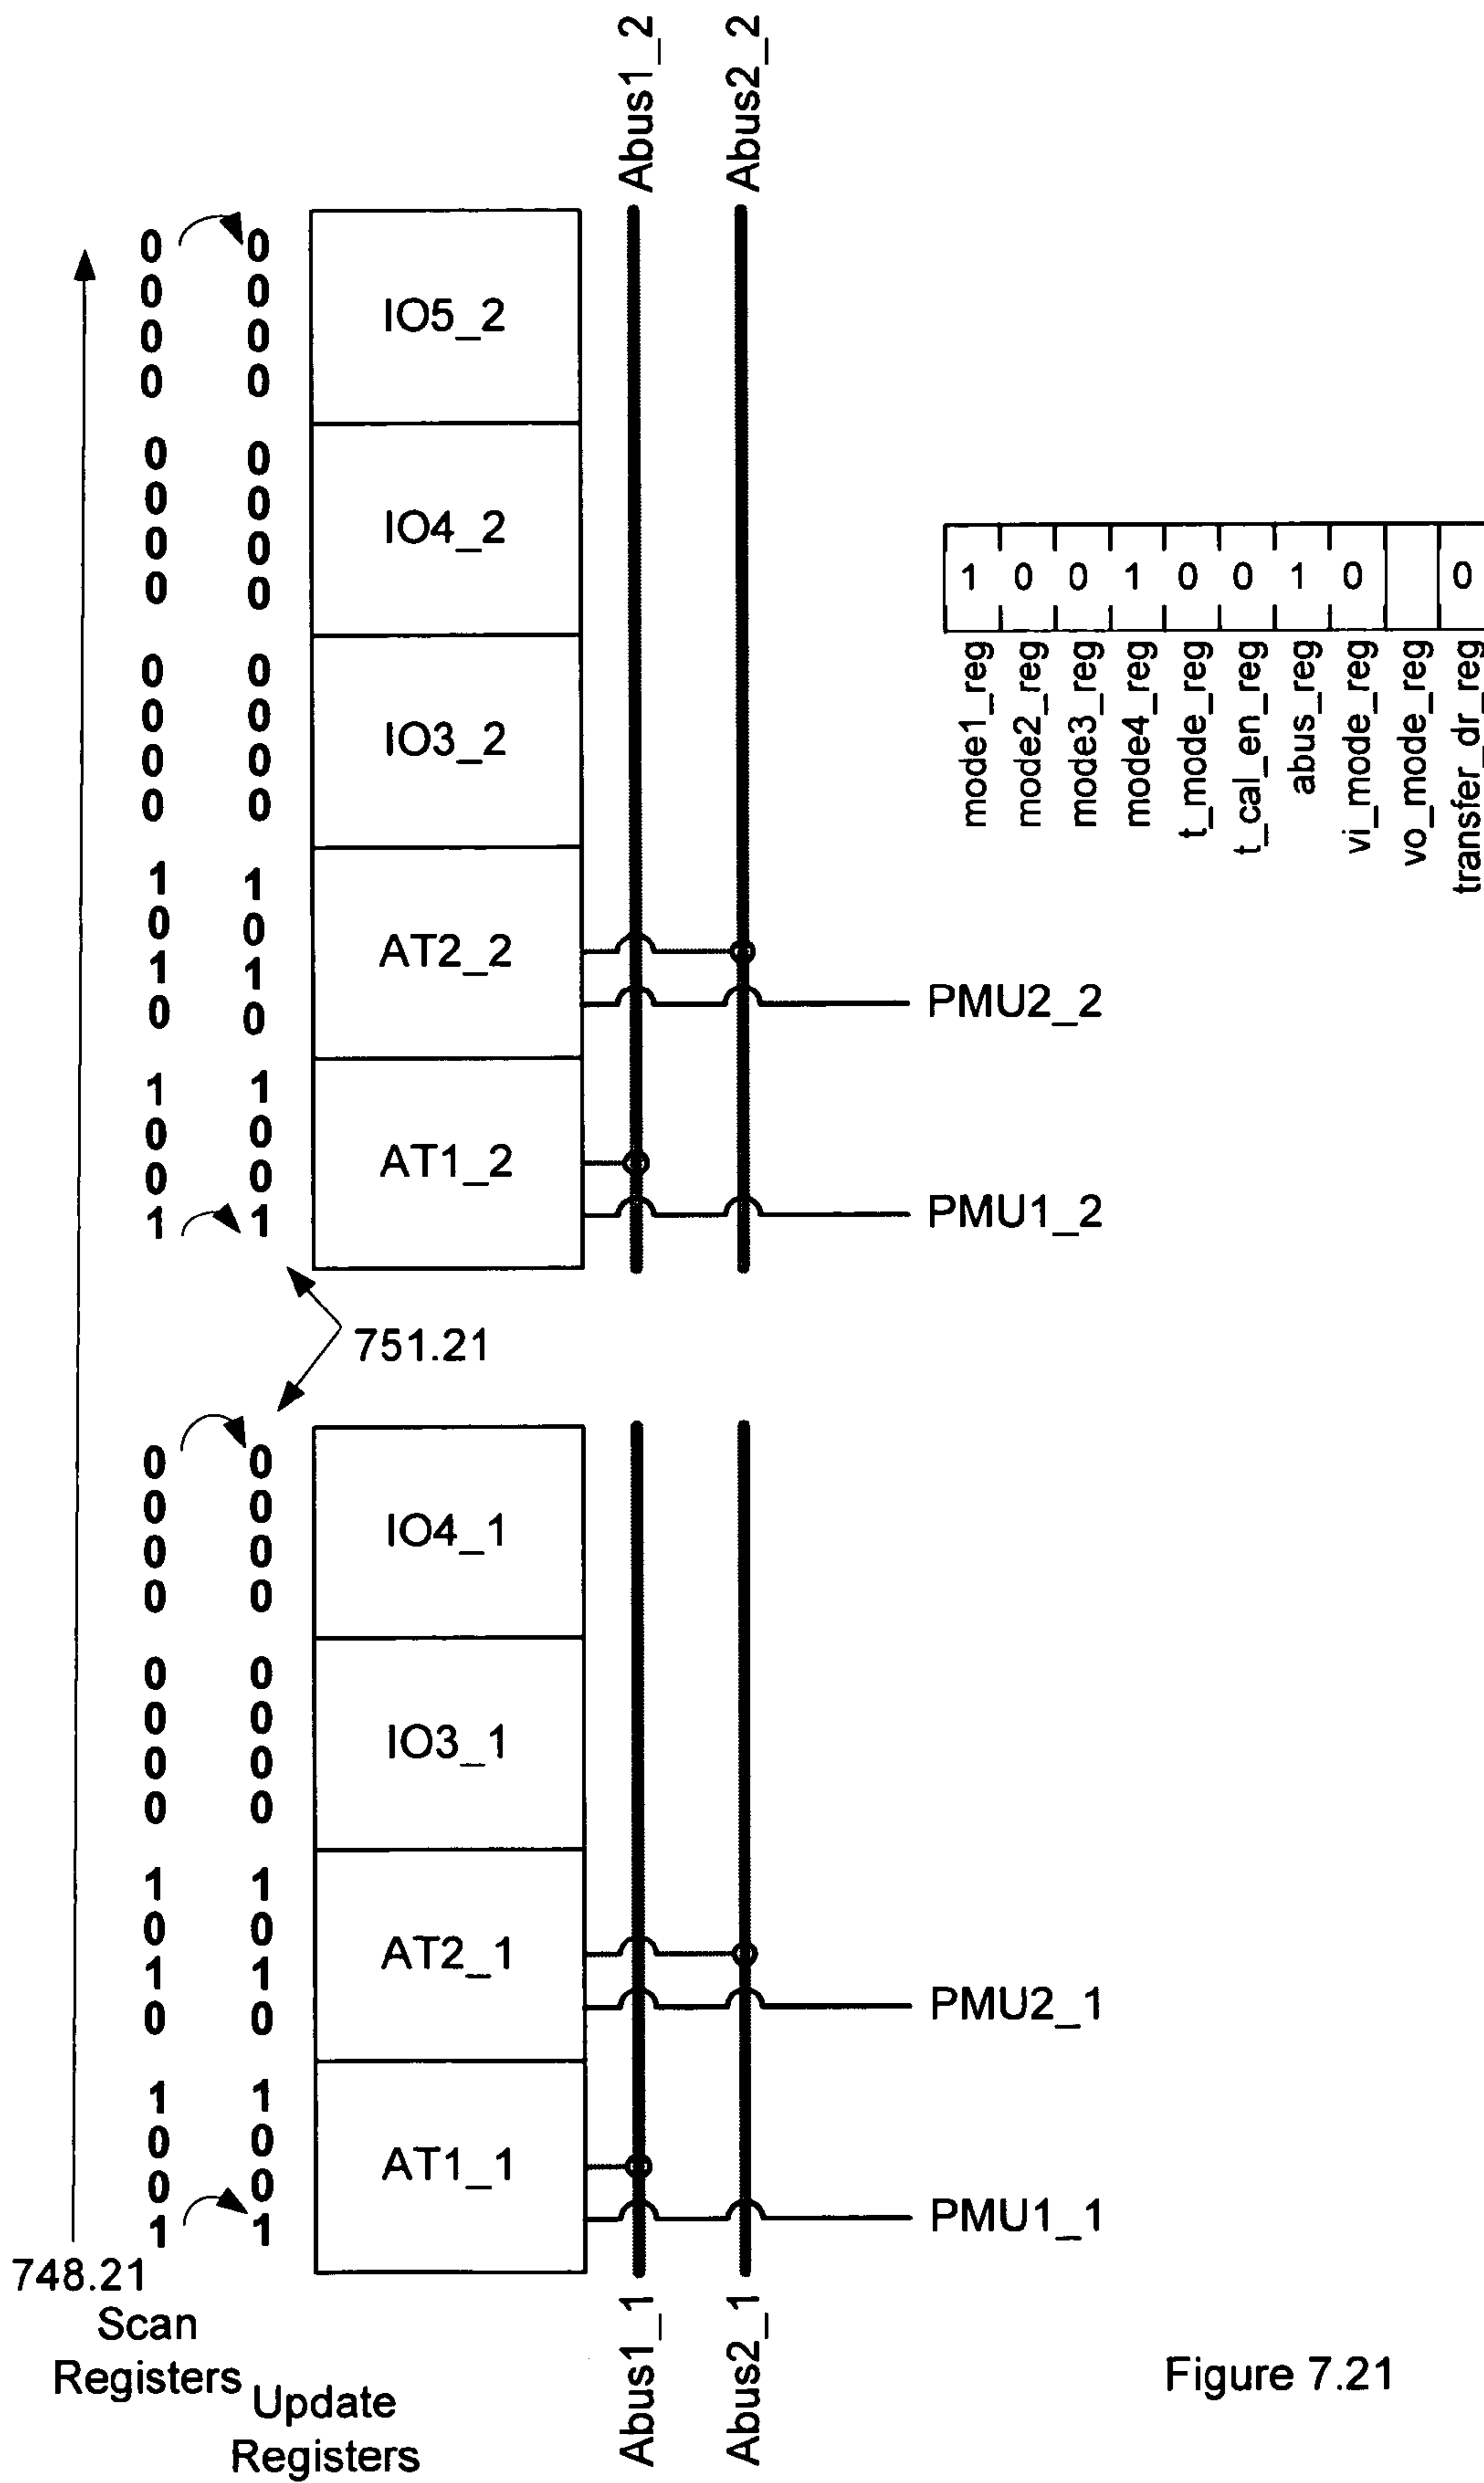 Abus1_2
Abus2_2
0 0
0 0
0 0
0 0
IO5_2
0 0
0 0
0 0
0 0
IO4_2
0 0
0 0
0 0
0 0
IO3_2
1 1
0 0
1 1
0 0
AT2_2
PMU2_2
1 1
0 0
0 0
1 1
AT1_2
PMU1_2
751.21
0 0
0 0
0 0
0 0
IO4_1
0 0
0 0
0 0
0 0
IO3_1
1 1
0 0
1 1
0 0
AT2_1
PMU2_1
1 1
0 0
0 0
1 1
AT1_1
PMU1_1
748.21
Scan
Registers
Update
Registers
Abus1_1
Abus2_1
1 0 0 1 0 0 1 0 0
mode1_reg
mode2_reg
mode3_reg
mode4_reg
t_mode_reg
t_cal_en_reg
abus_reg
vi_mode_reg
vo_mode_reg
transfer_dr_reg
Figure 7.21